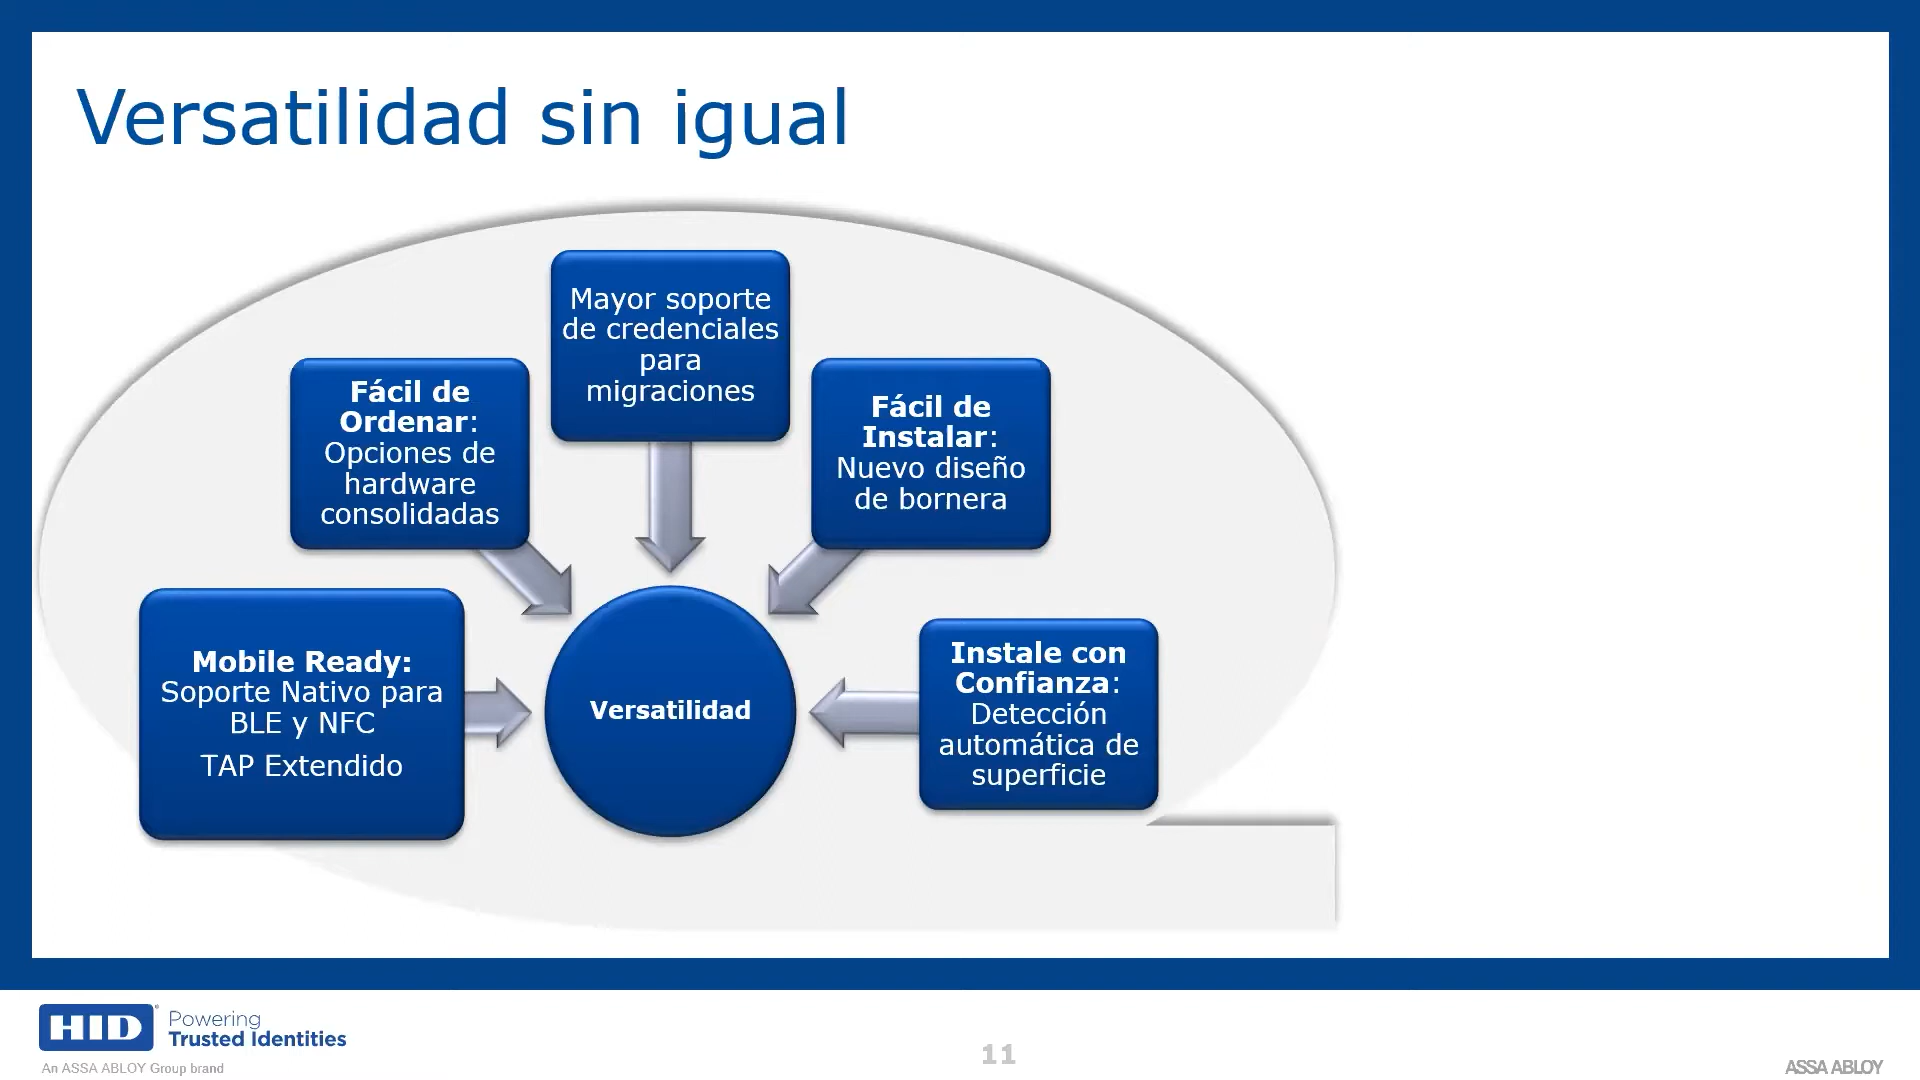 Versatilidad sin igual
Mayor soporte
de credenciales
para
migraciones
Fácil de
Ordenar:
Opciones de
hardware
consolidadas
Fácil de
Instalar:
Nuevo diseño
de bornera
Mobile Ready:
Soporte Nativo para
BLE y NFC
TAP Extendido
Versatilidad
Instale con
Confianza:
Detección
automática de
superficie
HID®
Powering
Trusted Identities
An ASSA ABLOY Group brand
11
ASSA ABLOY